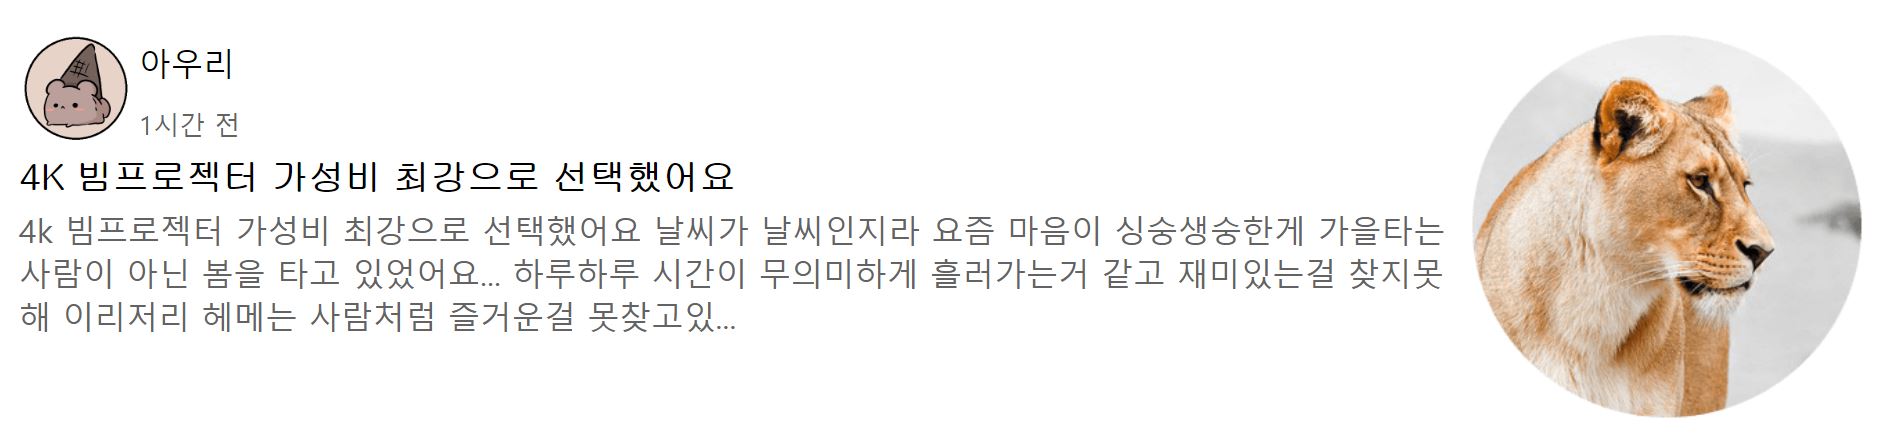 아우리
1시간 전
4K 빔프로젝터 가성비 최강으로 선택했어요
4k 빔프로젝터 가성비 최강으로 선택했어요 날씨가 날씨인지라 요즘 마음이 싱숭생숭한게 가을타는
사람이 아닌 봄을 타고 있었어요... 하루하루 시간이 무의미하게 흘러가는거 같고 재미있는걸 찾지못
해 이리저리 헤메는 사람처럼 즐거운걸 못찾고있...